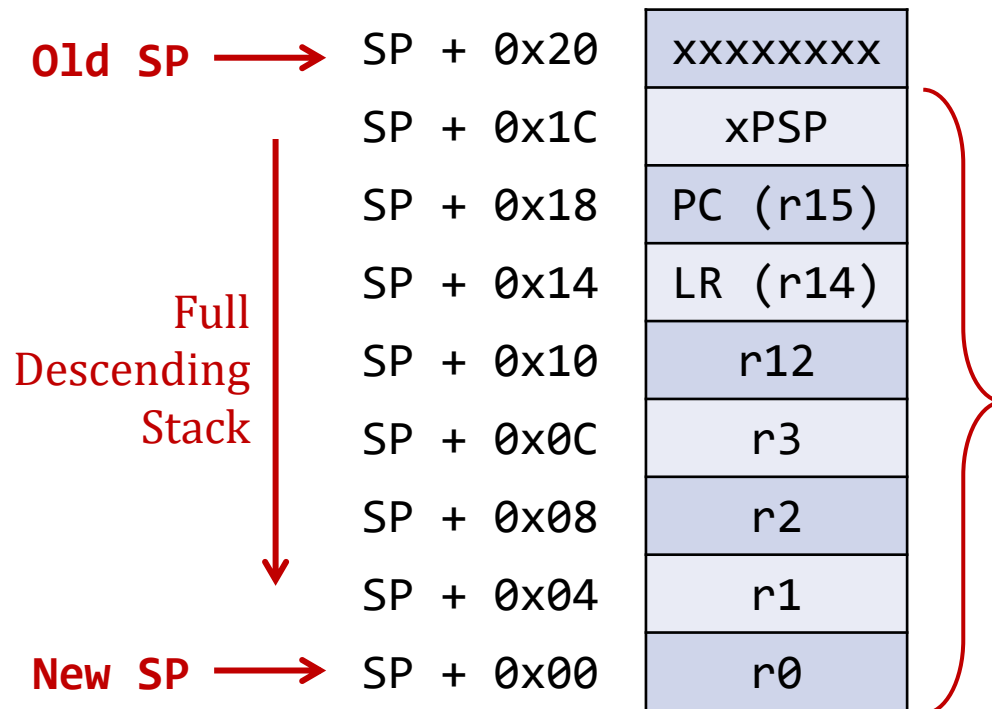 Old SP
SP + 0x20 xxxxxxxx
SP + 0x1C xPSP
SP + 0x18 PC (r15)
SP + 0x14 LR (r14)
Full
Descending
Stack
SP + 0x10 r12
SP + 0x0C r3
SP + 0x08 r2
SP + 0x04 r1
New SP
SP + 0x00 r0